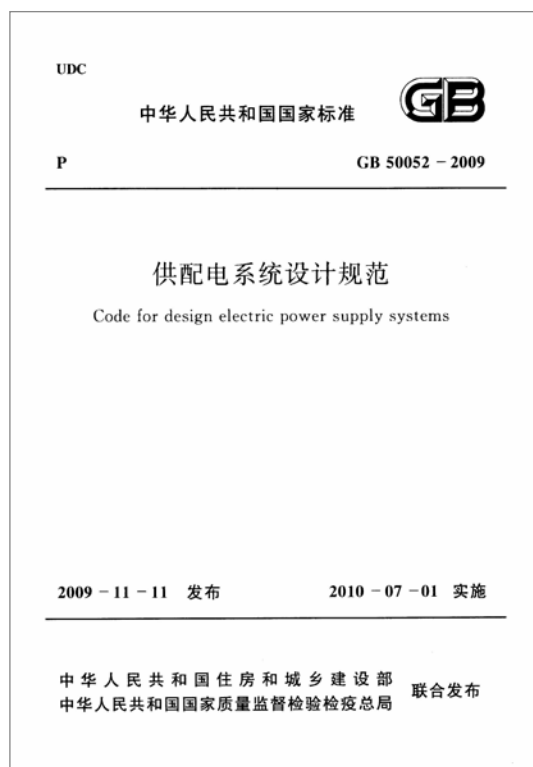 UDC
中华人民共和国国家标准
GB
P
GB 50052-2009
供配电系统设计规范
Code for design electric power supply systems
2009-11-11 发布
2010-07-01 实施
中华人民共和国住房和城乡建设部
中华人民共和国国家质量监督检验检疫总局
联合发布